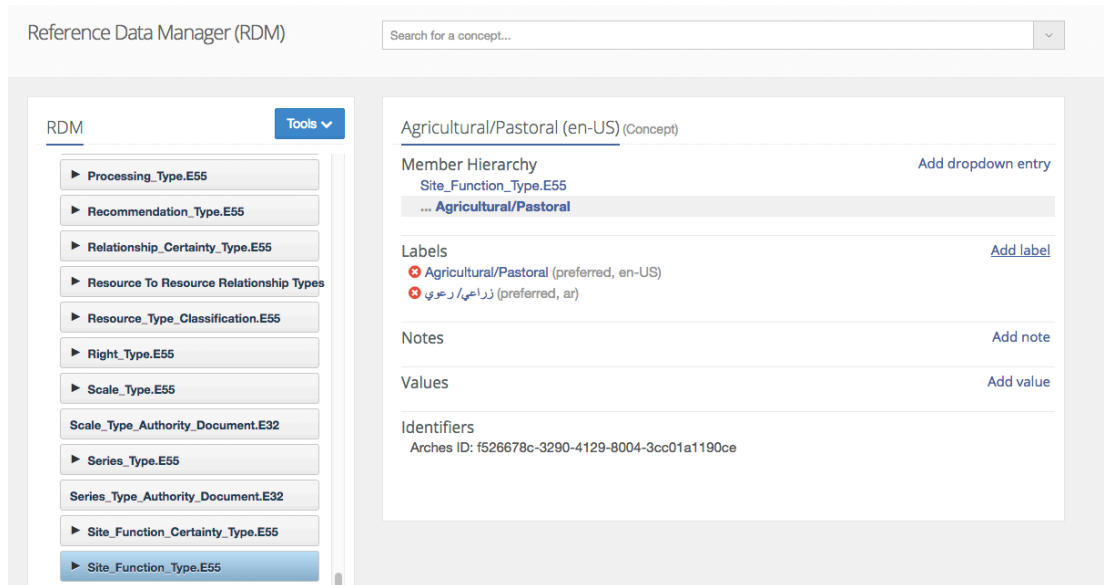 Reference Data Manager (RDM)
Search for a concept...
RDM
Tools
Processing_Type.E55
Recommendation_Type.E55
Relationship_Certainty_Type.E55
Resource To Resource Relationship Types
Resource_Type_Classification.E55
Right_Type.E55
Scale_Type.E55
Scale_Type_Authority_Document.E32
Series_Type.E55
Series_Type_Authority_Document.E32
Site_Function_Certainty_Type.E55
Site_Function_Type.E55
Agricultural/Pastoral (en-US) (Concept)
Member Hierarchy
Add dropdown entry
Site_Function_Type.E55
... Agricultural/Pastoral
Labels
Add label
Agricultural/Pastoral (preferred, en-US)
زراعي/ رعوي (preferred, ar)
Notes
Add note
Values
Add value
Identifiers
Arches ID: f526678c-3290-4129-8004-3cc01a1190ce